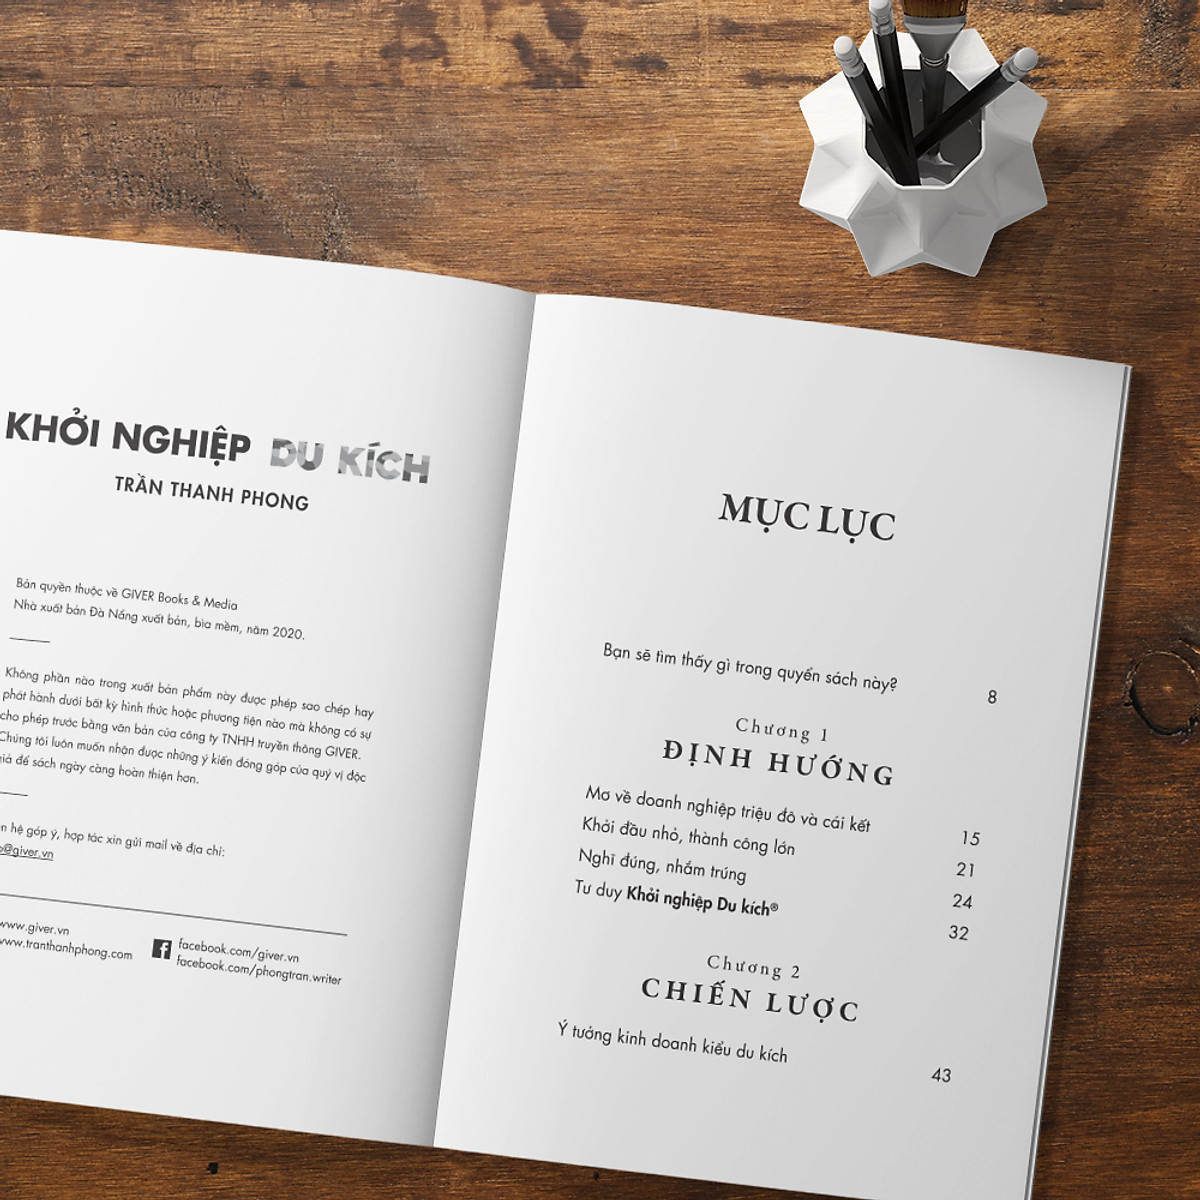 KHỞI NGHIỆP DU KÍCH
TRẦN THANH PHONG
Bản quyền thuộc về GIVER Books & Media
Nhà xuất bản Đà Nẵng xuất bản, bìa mềm, năm 2020.
Không phần nào trong xuất bản phẩm này được phép sao chép hay
phát hành dưới bất kỳ hình thức hoặc phương tiện nào mà không có sự
cho phép trước bằng văn bản của công ty TNHH truyền thông GIVER.
Chúng tôi luôn muốn nhận được những ý kiến đóng góp của quý vị độc
để sách ngày càng hoàn thiện hơn.
hệ góp ý, hợp tác xin gửi mail về địa chỉ:
@giver.vn
www.giver.vn
www.tranthanhphong.com
facebook.com/giver.vn
facebook.com/phongtran.writer
MỤC LỤC
Bạn sẽ tìm thấy gì trong quyển sách này? 8
Chương 1
ĐỊNH HƯỚNG
Mơ về doanh nghiệp triệu đô và cái kết 15
Khởi đầu nhỏ, thành công lớn 21
Nghĩ đúng, nhắm trúng 24
Tư duy Khởi nghiệp Du kích® 32
Chương 2
CHIẾN LƯỢC
Ý tưởng kinh doanh kiểu du kích 43